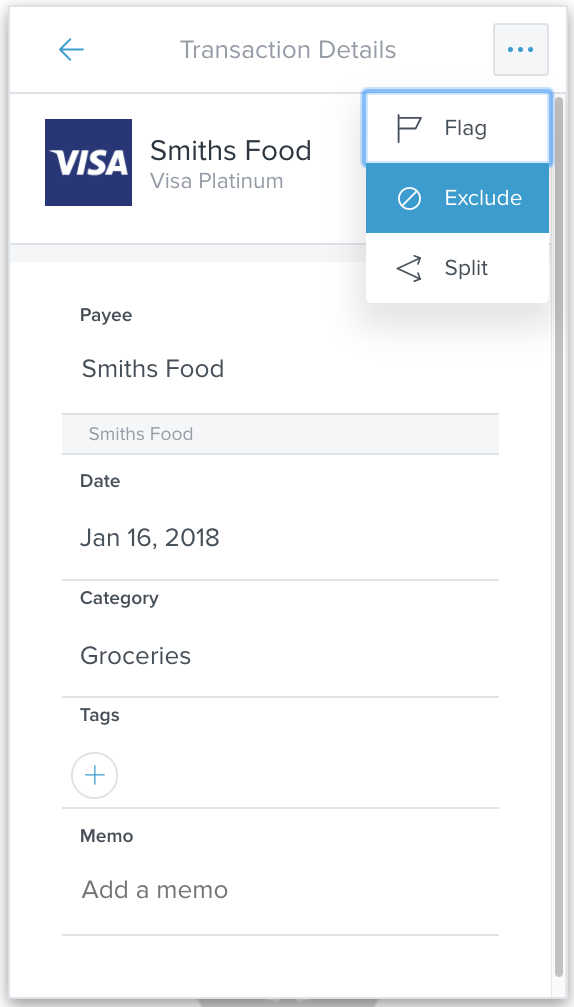 Transaction Details
Flag
VISA
Smiths Food
Visa Platinum
Exclude
Split
Payee
Smiths Food
Smiths Food
Date
Jan 16, 2018
Category
Groceries
Tags
Memo
Add a memo